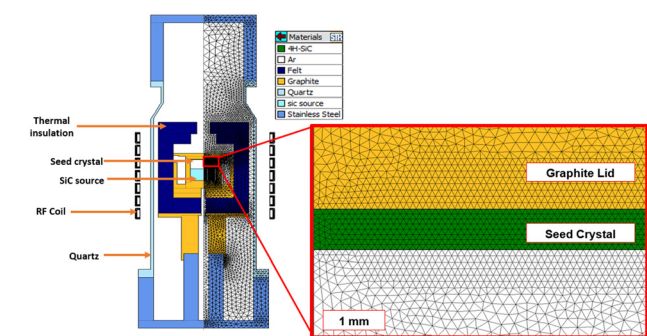 Materials
4H-SiC
Ar
Felt
Graphite
Quartz
sic source
Stainless Steel
Thermal
insulation
Seed crystal
SiC source
RF Coil
Quartz
Graphite Lid
Seed Crystal
1 mm